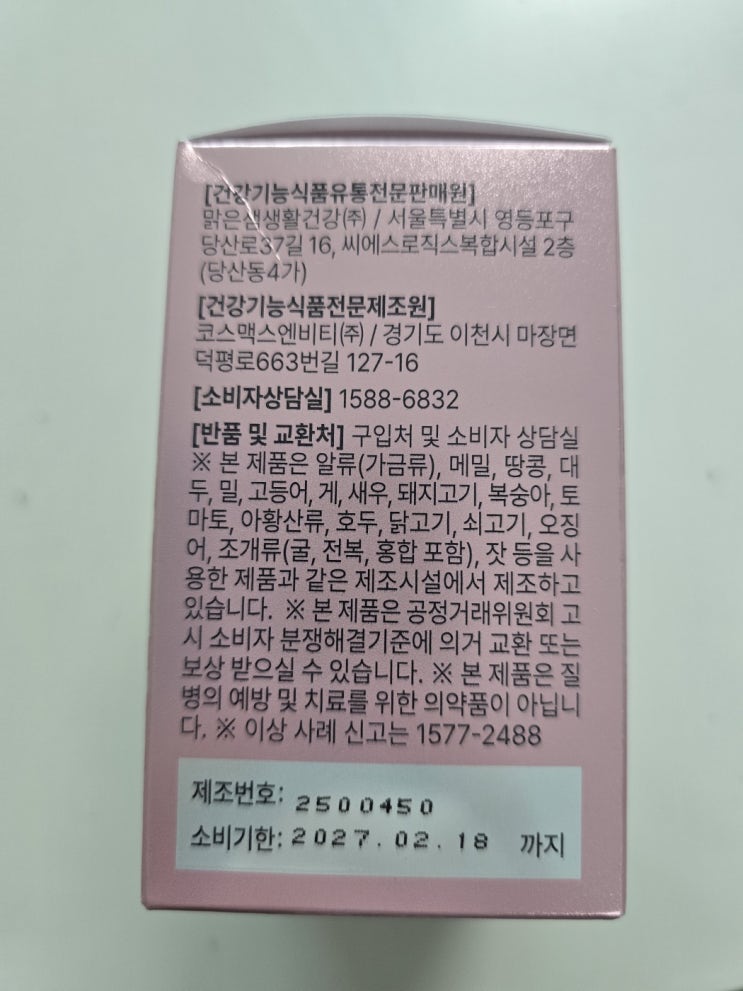 [건강기능식품유통전문판매원]
맑은샘생활건강㈜ / 서울특별시 영등포구
당산로37길 16, 씨에스로직스복합시설 2층
(당산동4가)
[건강기능식품전문제조원]
코스맥스엔비티㈜ / 경기도 이천시 마장면
덕평로663번길 127-16
[소비자상담실] 1588-6832
[반품 및 교환처] 구입처 및 소비자 상담실
※ 본 제품은 알류(가금류), 메밀, 땅콩, 대
두, 밀, 고등어, 게, 새우, 돼지고기, 복숭아, 토
마토, 아황산류, 호두, 닭고기, 쇠고기, 오징
어, 조개류(굴, 전복, 홍합 포함), 잣 등을 사
용한 제품과 같은 제조시설에서 제조하고
있습니다. ※ 본 제품은 공정거래위원회 고
시 소비자 분쟁해결기준에 의거 교환 또는
보상 받으실 수 있습니다. ※ 본 제품은 질
병의 예방 및 치료를 위한 의약품이 아닙니
다. ※ 이상 사례 신고는 1577-2488
제조번호: 2500450
소비기한: 2027.02.18 까지